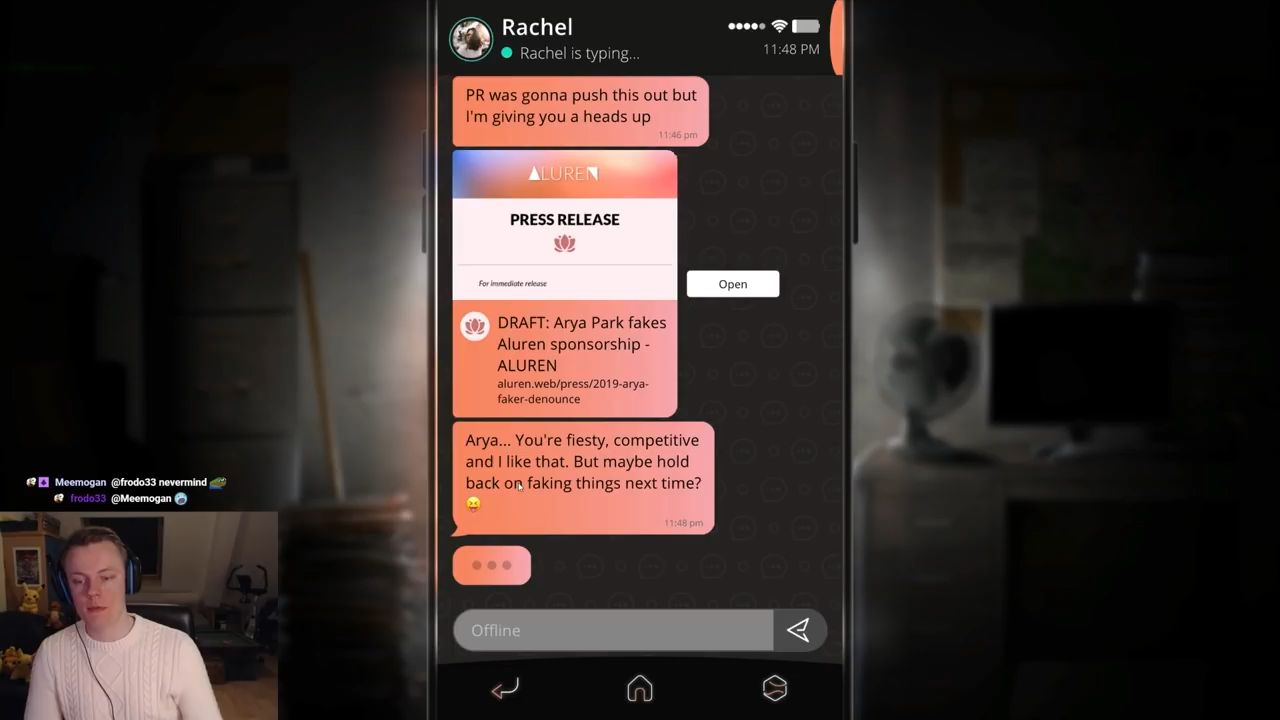 Rachel
Rachel is typing...
11:48 PM
PR was gonna push this out but
I'm giving you a heads up
11:46 pm
ALUREN
PRESS RELEASE
For immediate release
Open
DRAFT: Arya Park fakes
Aluren sponsorship -
ALUREN
aluren.web/press/2019-arya-
faker-denounce
Arya... You're fiesty, competitive
and I like that. But maybe hold
back on faking things next time?
11:48 pm
Meemogan @frodo33 nevermind
frodo33 @Meemogan
Offline